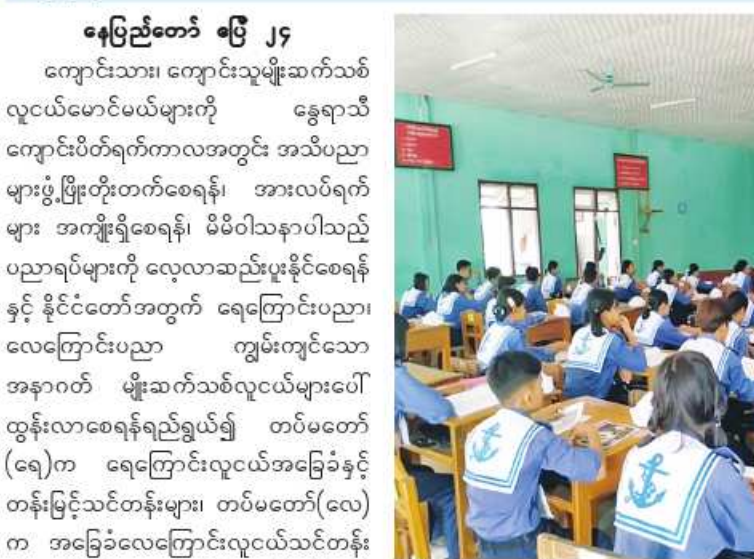 နေပြည်တော် ဧပြီ ၂၄
ကျောင်းသား၊ ကျောင်းသူမျိုးဆက်သစ်
လူငယ်မောင်မယ်များကို နွေရာသီ
ကျောင်းပိတ်ရက်ကာလအတွင်း အသိပညာ
များဖွံ့ဖြိုးတိုးတက်စေရန်၊ အားလပ်ရက်
များ အကျိုးရှိစေရန်၊ မိမိဝါသနာပါသည့်
ပညာရပ်များကို လေ့လာဆည်းပူးနိုင်စေရန်
နှင့် နိုင်ငံတော်အတွက် ရေကြောင်းပညာ၊
လေကြောင်းပညာ ကျွမ်းကျင်သော
အနာဂတ် မျိုးဆက်သစ်လူငယ်များပေါ်
ထွန်းလာစေရန်ရည်ရွယ်၍ တပ်မတော်
(ရေ)က ရေကြောင်းလူငယ်အခြေခံနှင့်
တန်းမြင့်သင်တန်းများ၊ တပ်မတော်(လေ)
က အခြေခံလေကြောင်းလူငယ်သင်တန်း